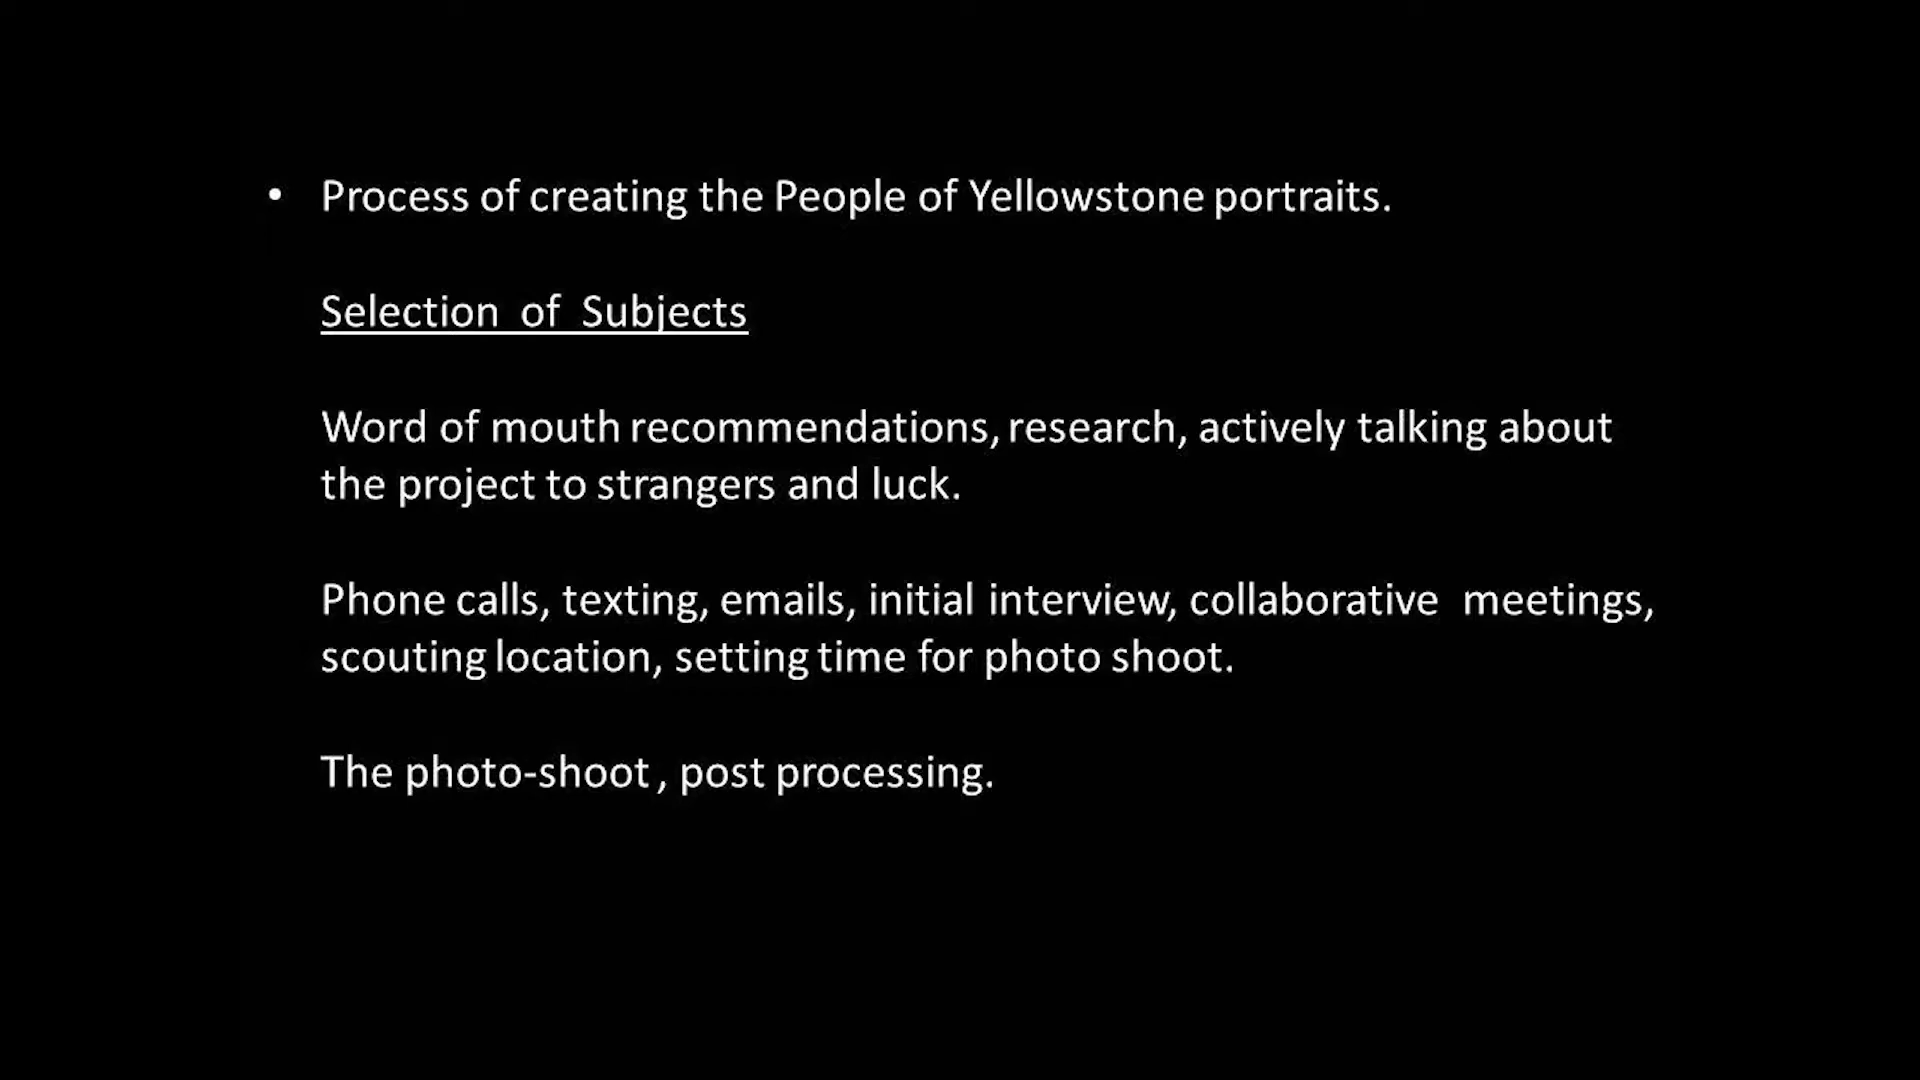 • Process of creating the People of Yellowstone portraits.
Selection of Subjects
Word of mouth recommendations, research, actively talking about
the project to strangers and luck.
Phone calls, texting, emails, initial interview, collaborative meetings,
scouting location, setting time for photo shoot.
The photo-shoot , post processing.